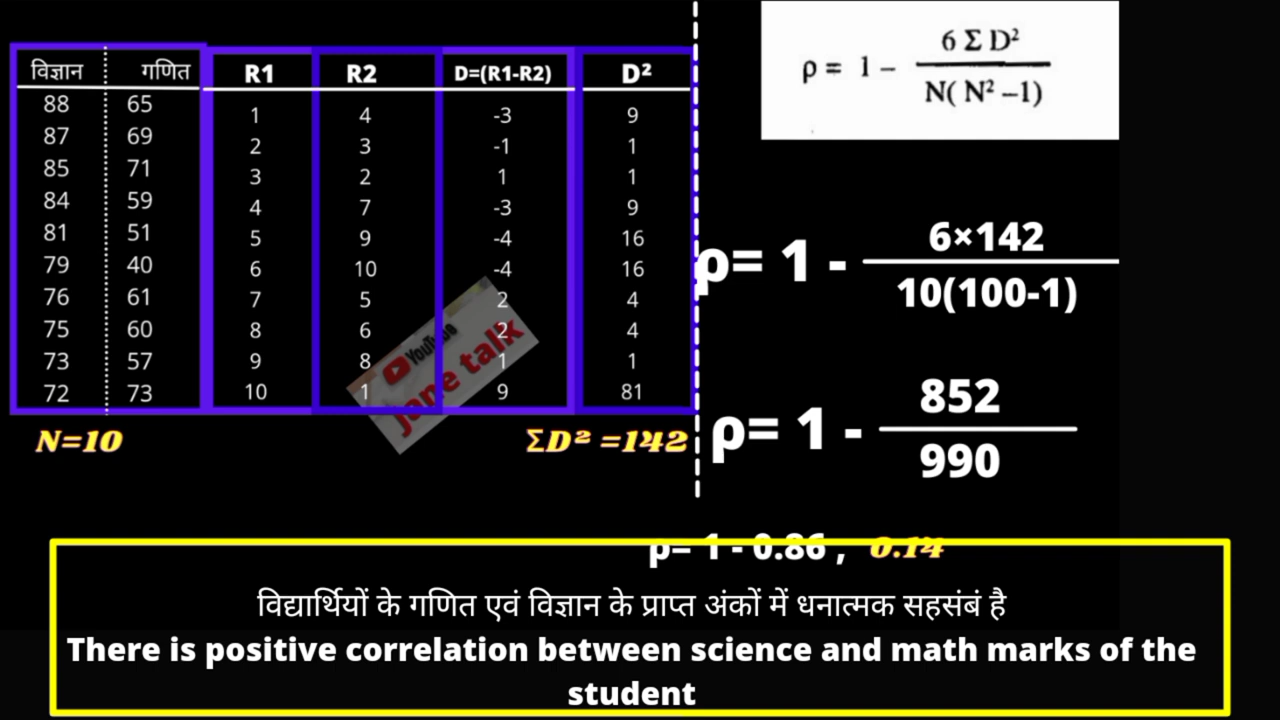 विज्ञान गणित R1 R2 D=(R1-R2) D²
88 65 1 4 -3 9
87 69 2 3 -1 1
85 71 3 2 1 1
84 59 4 7 -3 9
81 51 5 9 -4 16
79 40 6 10 -4 16
76 61 7 5 2 4
75 60 8 6 2 4
73 57 9 8 1 1
72 73 10 1 9 81
N=10 ΣD² =142
YouTube
jane talk
ρ = 1 – 6 Σ D² / N( N² –1)
ρ= 1 - 6×142 / 10(100-1)
ρ= 1 - 852 / 990
ρ= 1 - 0.86 , 0.14
विद्यार्थियों के गणित एवं विज्ञान के प्राप्त अंकों में धनात्मक सहसंबं है
There is positive correlation between science and math marks of the
student